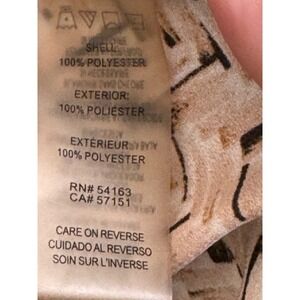 SHELL:
100% POLYESTER
EXTERIOR:
100% POLIÉSTER
EXTÉRIEUR:
100% POLYESTER
RN# 54163
CA# 57151
CARE ON REVERSE
CUIDADO AL REVERSO
SOIN SUR L'INVERSE